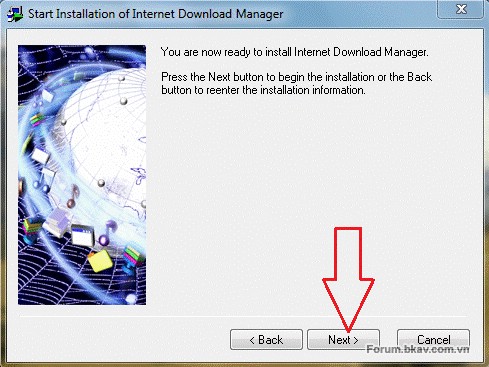 Start Installation of Internet Download Manager
You are now ready to install Internet Download Manager.
Press the Next button to begin the installation or the Back
button to reenter the installation information.
< Back
Next >
Cancel
Forum.bkav.com.vn